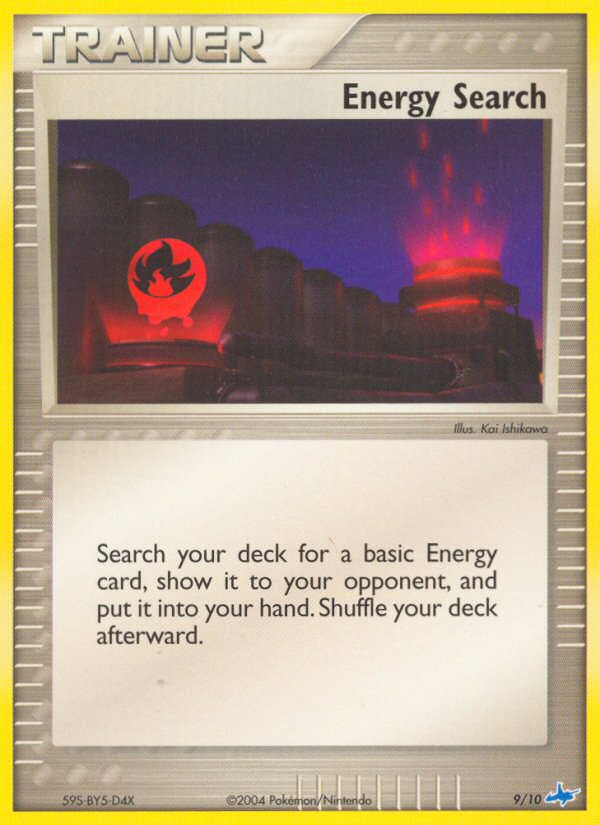 TRAINER
Energy Search
Illus. Kai Ishikawa
Search your deck for a basic Energy
card, show it to your opponent, and
put it into your hand. Shuffle your deck
afterward.
59S-BY5-D4X
©2004 Pokémon/Nintendo
9/10